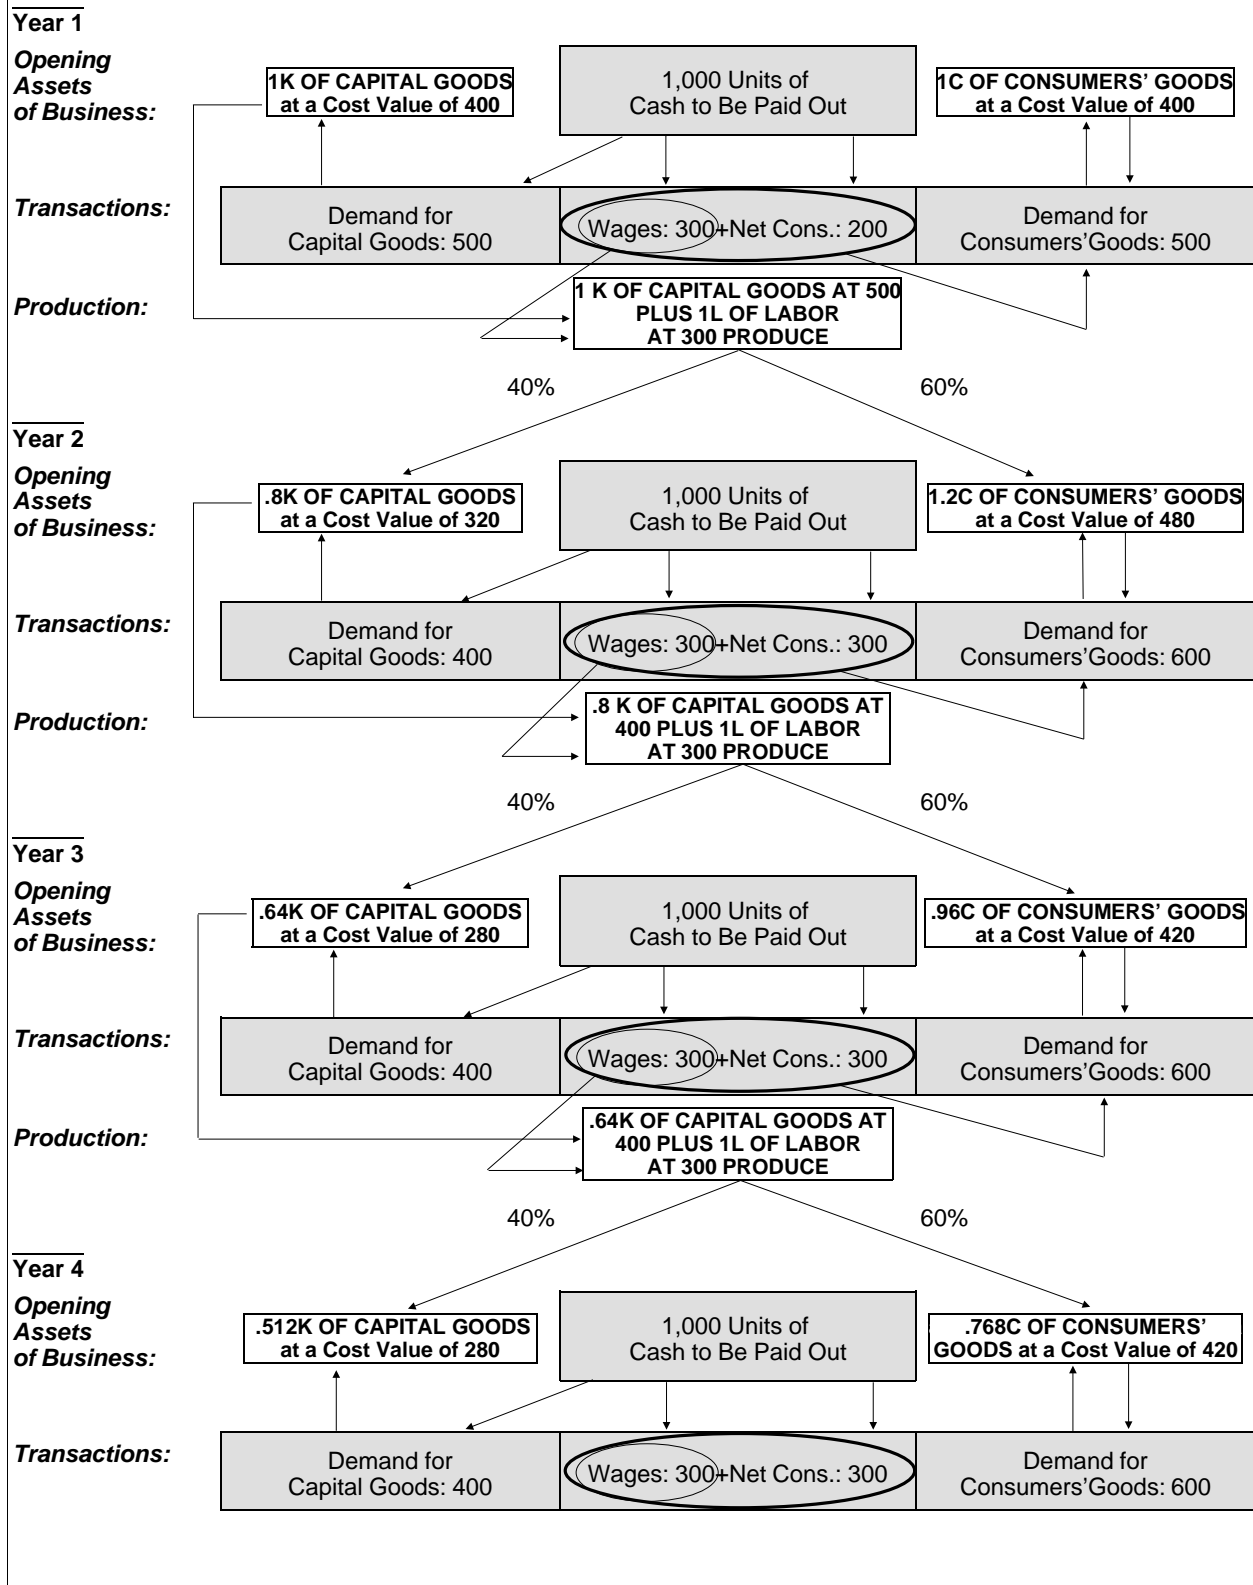 Year 1
Opening
Assets
of Business:
1K OF CAPITAL GOODS
at a Cost Value of 400
1,000 Units of
Cash to Be Paid Out
1C OF CONSUMERS’ GOODS
at a Cost Value of 400
Transactions:
Demand for
Capital Goods: 500
Wages: 300+Net Cons.: 200
Demand for
Consumers’Goods: 500
Production:
1 K OF CAPITAL GOODS AT 500
PLUS 1L OF LABOR
AT 300 PRODUCE
40%
60%
Year 2
Opening
Assets
of Business:
.8K OF CAPITAL GOODS
at a Cost Value of 320
1,000 Units of
Cash to Be Paid Out
1.2C OF CONSUMERS’ GOODS
at a Cost Value of 480
Transactions:
Demand for
Capital Goods: 400
Wages: 300+Net Cons.: 300
Demand for
Consumers’Goods: 600
Production:
.8 K OF CAPITAL GOODS AT
400 PLUS 1L OF LABOR
AT 300 PRODUCE
40%
60%
Year 3
Opening
Assets
of Business:
.64K OF CAPITAL GOODS
at a Cost Value of 280
1,000 Units of
Cash to Be Paid Out
.96C OF CONSUMERS’ GOODS
at a Cost Value of 420
Transactions:
Demand for
Capital Goods: 400
Wages: 300+Net Cons.: 300
Demand for
Consumers’Goods: 600
Production:
.64K OF CAPITAL GOODS AT
400 PLUS 1L OF LABOR
AT 300 PRODUCE
40%
60%
Year 4
Opening
Assets
of Business:
.512K OF CAPITAL GOODS
at a Cost Value of 280
1,000 Units of
Cash to Be Paid Out
.768C OF CONSUMERS’
GOODS at a Cost Value of 420
Transactions:
Demand for
Capital Goods: 400
Wages: 300+Net Cons.: 300
Demand for
Consumers’Goods: 600